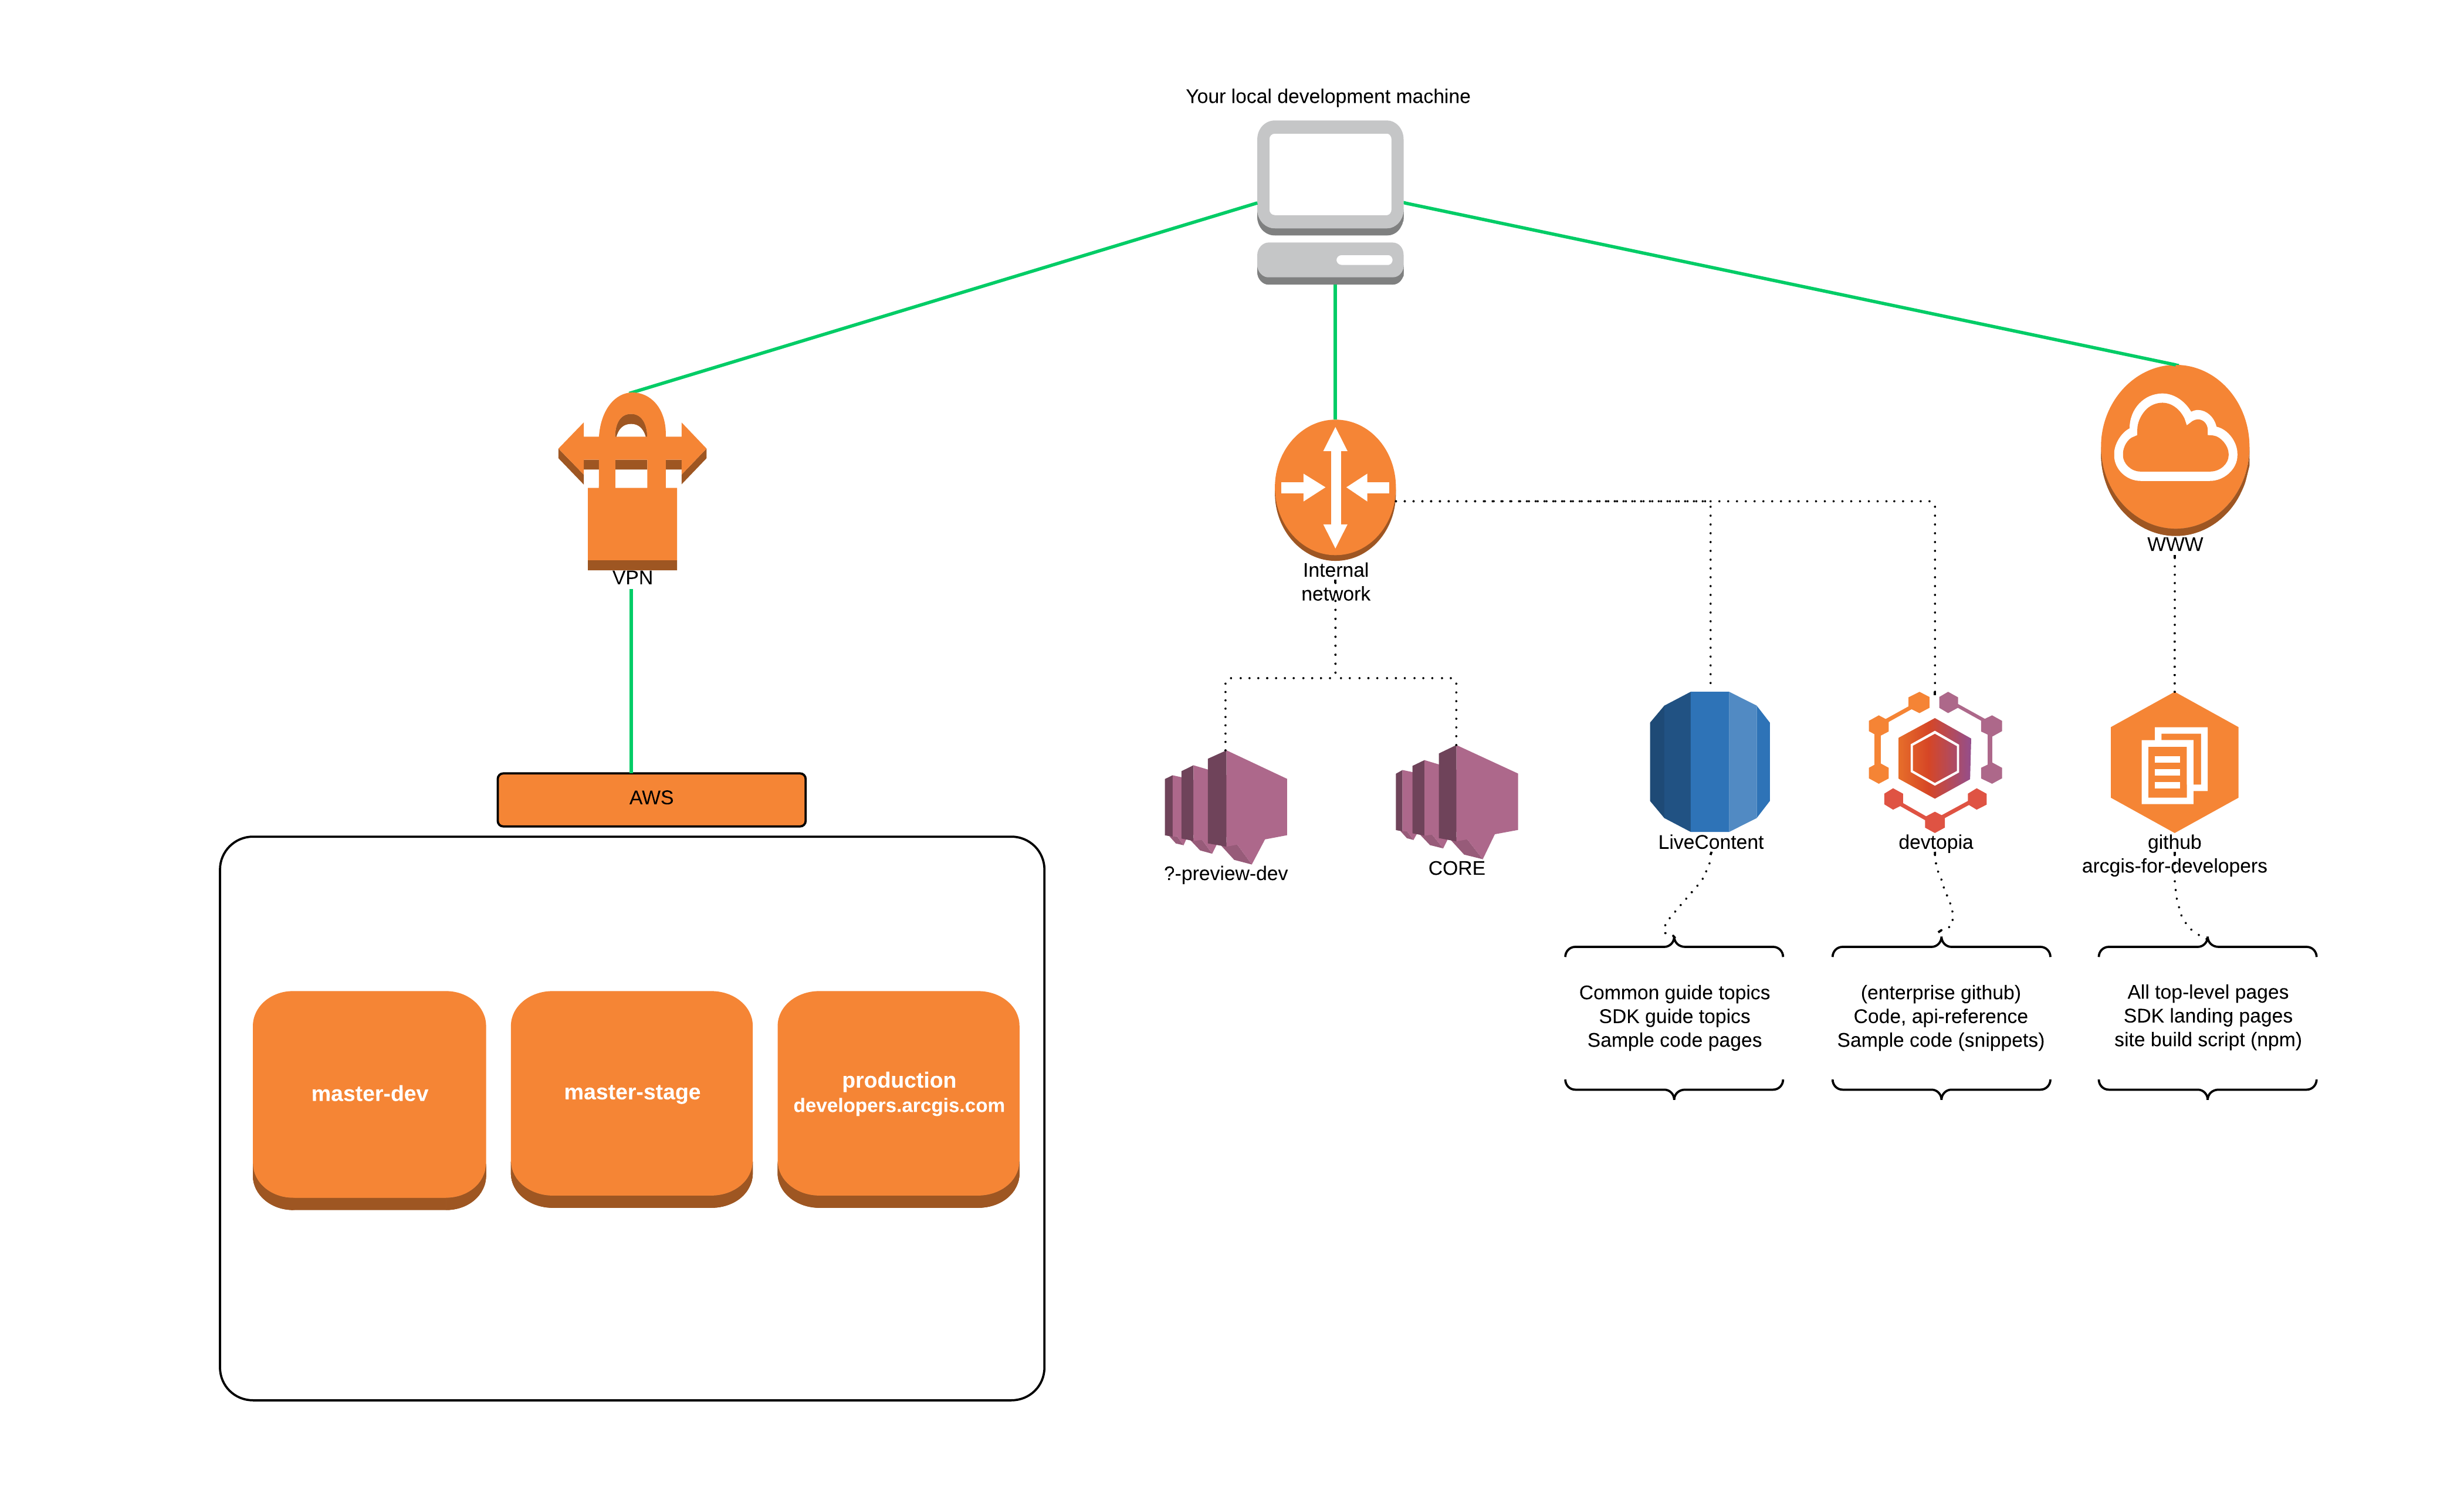 Your local development machine
VPN
Internal
network
WWW
AWS
?-preview-dev
CORE
LiveContent
devtopia
github
arcgis-for-developers
master-dev
master-stage
production
developers.arcgis.com
Common guide topics
SDK guide topics
Sample code pages
(enterprise github)
Code, api-reference
Sample code (snippets)
All top-level pages
SDK landing pages
site build script (npm)